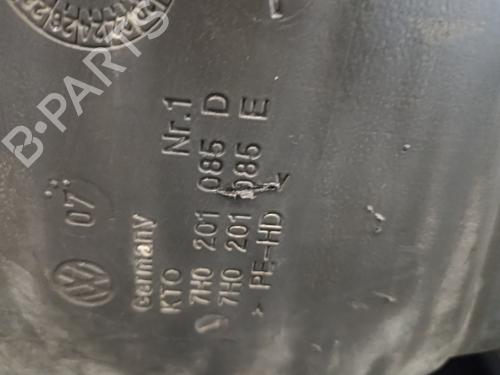 Nr.1
7H0 201 085 D
7H0 201 085 E
> PE-HD <
KTO
Germany
07
B-PARTS